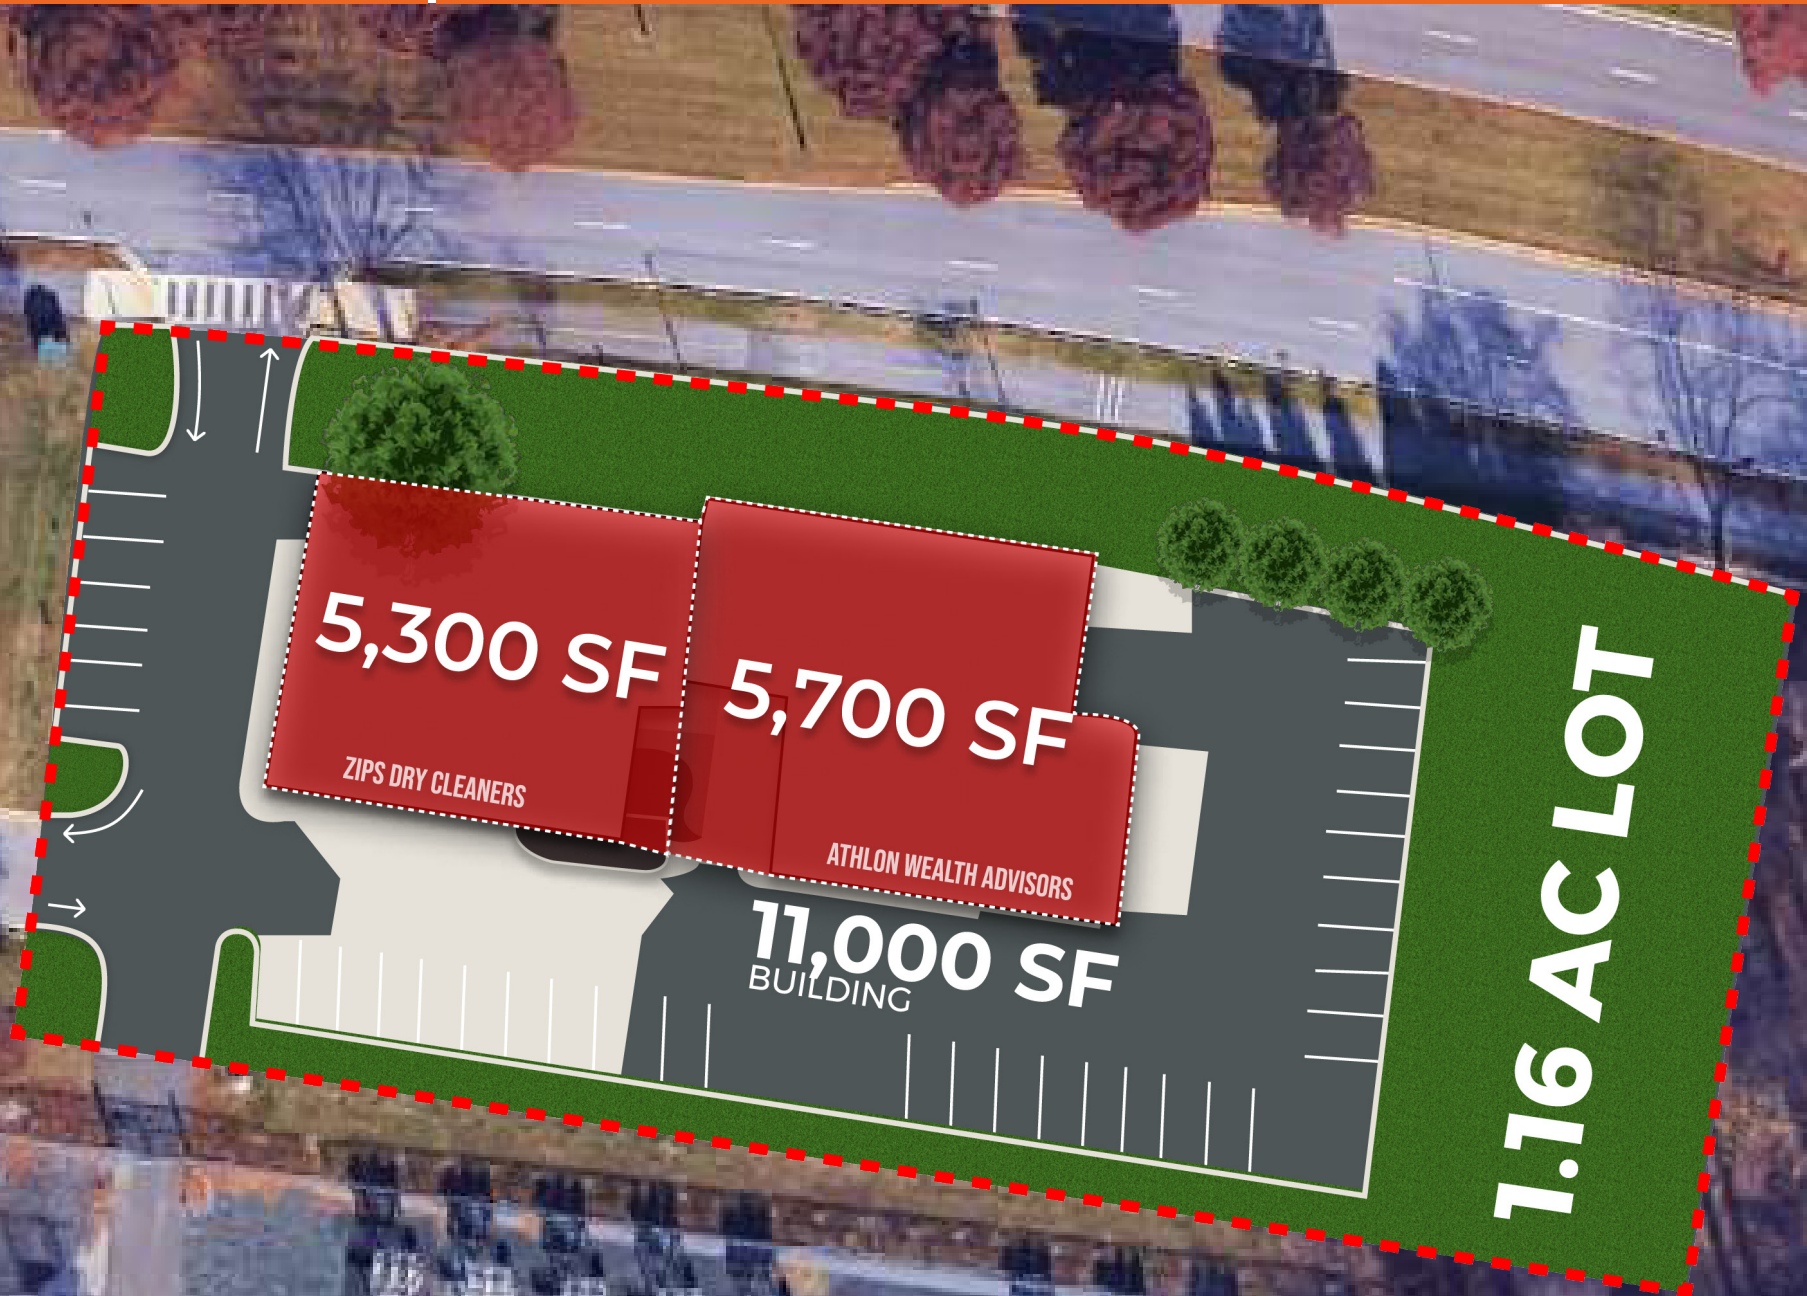 5,300 SF
ZIPS DRY CLEANERS
5,700 SF
ATHLON WEALTH ADVISORS
11,000 SF
BUILDING
1.16 AC LOT